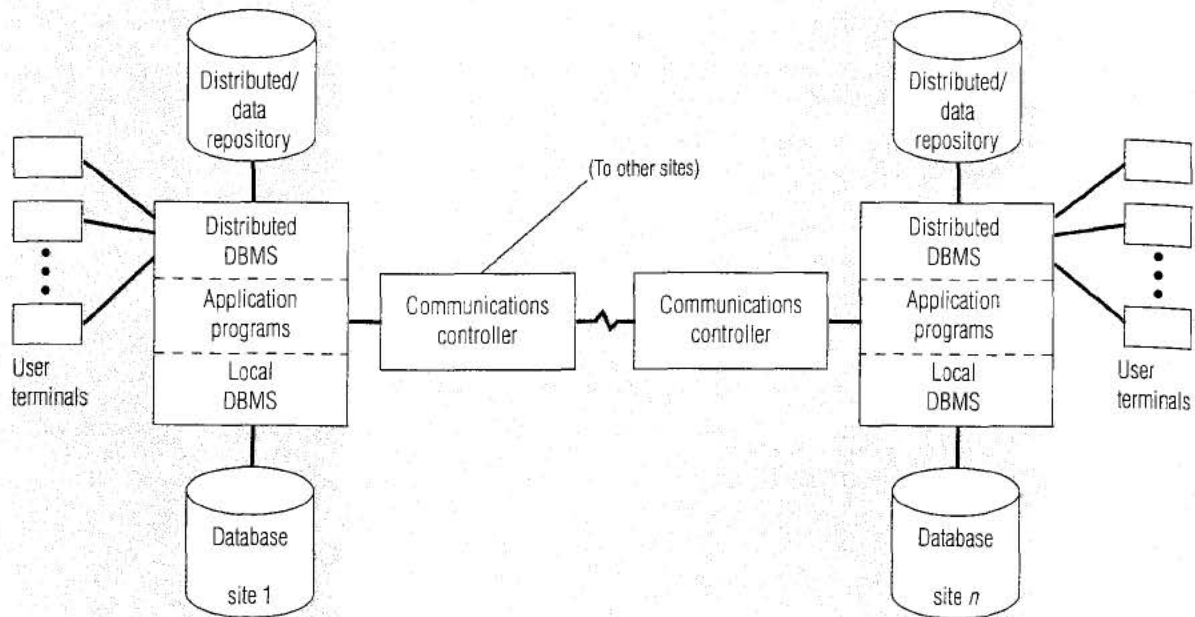 Distributed/
data
repository
Distributed/
data
repository
(To other sites)
Distributed
DBMS
Application
programs
Local
DBMS
Communications
controller
Communications
controller
Distributed
DBMS
Application
programs
Local
DBMS
User
terminals
User
terminals
Database
site 1
Database
site n